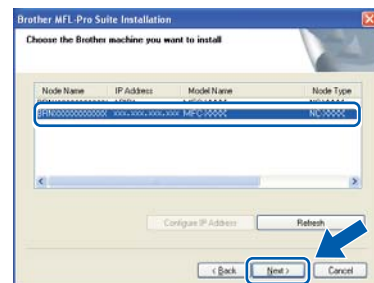 Brother MFL-Pro Suite Installation
Choose the Brother machine you want to install
Node Name IP Address Model Name Node Type
BRNXXXXXXXXXXXX XXX.XXX.XXX.XXX MFC-XXXX NC-XXXX
Configure IP Address Refresh
< Back Next > Cancel